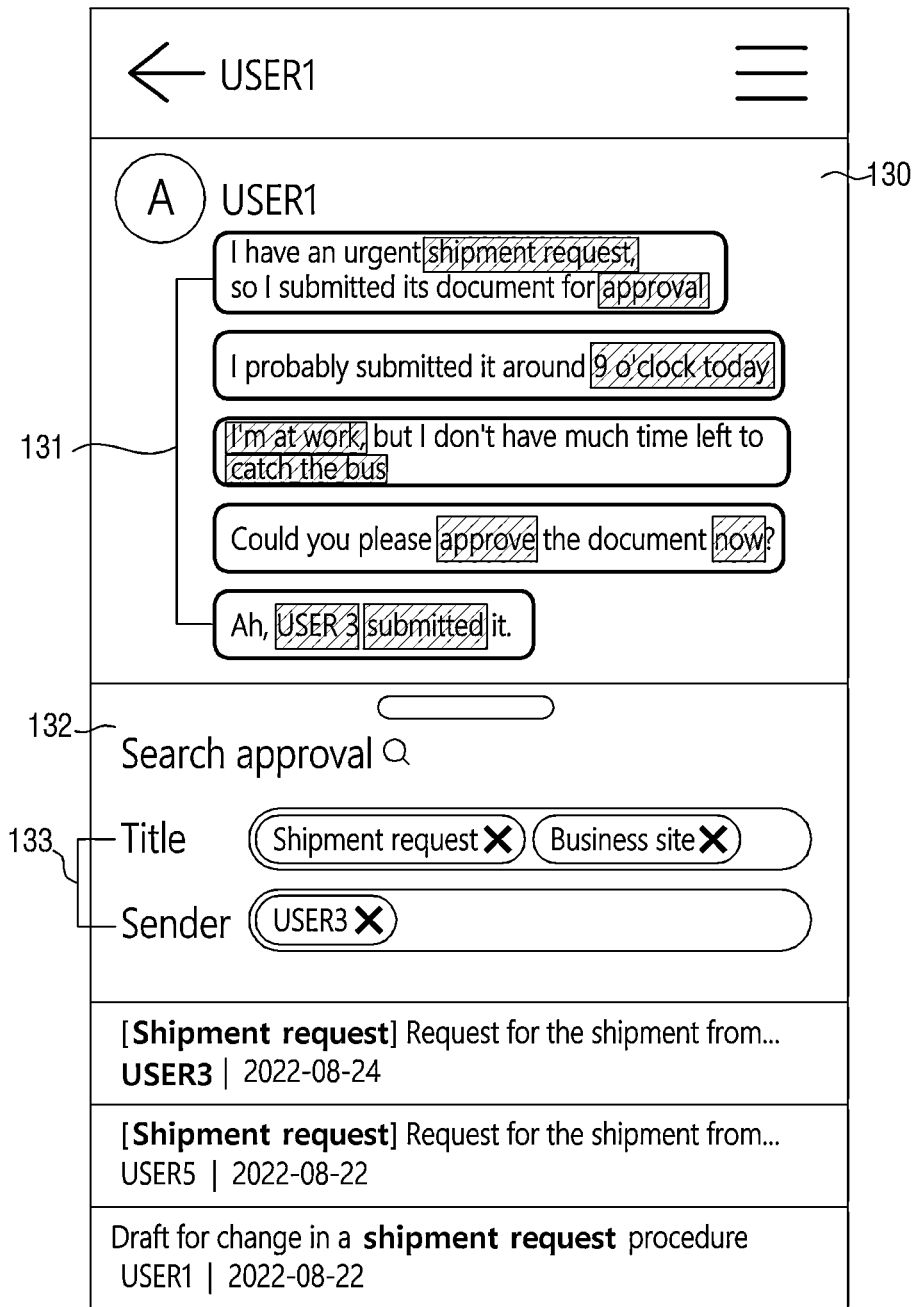 USER1
130
A USER1
I have an urgent shipment request,
so I submitted its document for approval
I probably submitted it around 9 o'clock today
131
I'm at work, but I don't have much time left to
catch the bus
Could you please approve the document now?
Ah, USER 3 submitted it.
132
Search approval
133
Title Shipment request X Business site X
Sender USER3 X
[Shipment request] Request for the shipment from...
USER3 | 2022-08-24
[Shipment request] Request for the shipment from...
USER5 | 2022-08-22
Draft for change in a shipment request procedure
USER1 | 2022-08-22